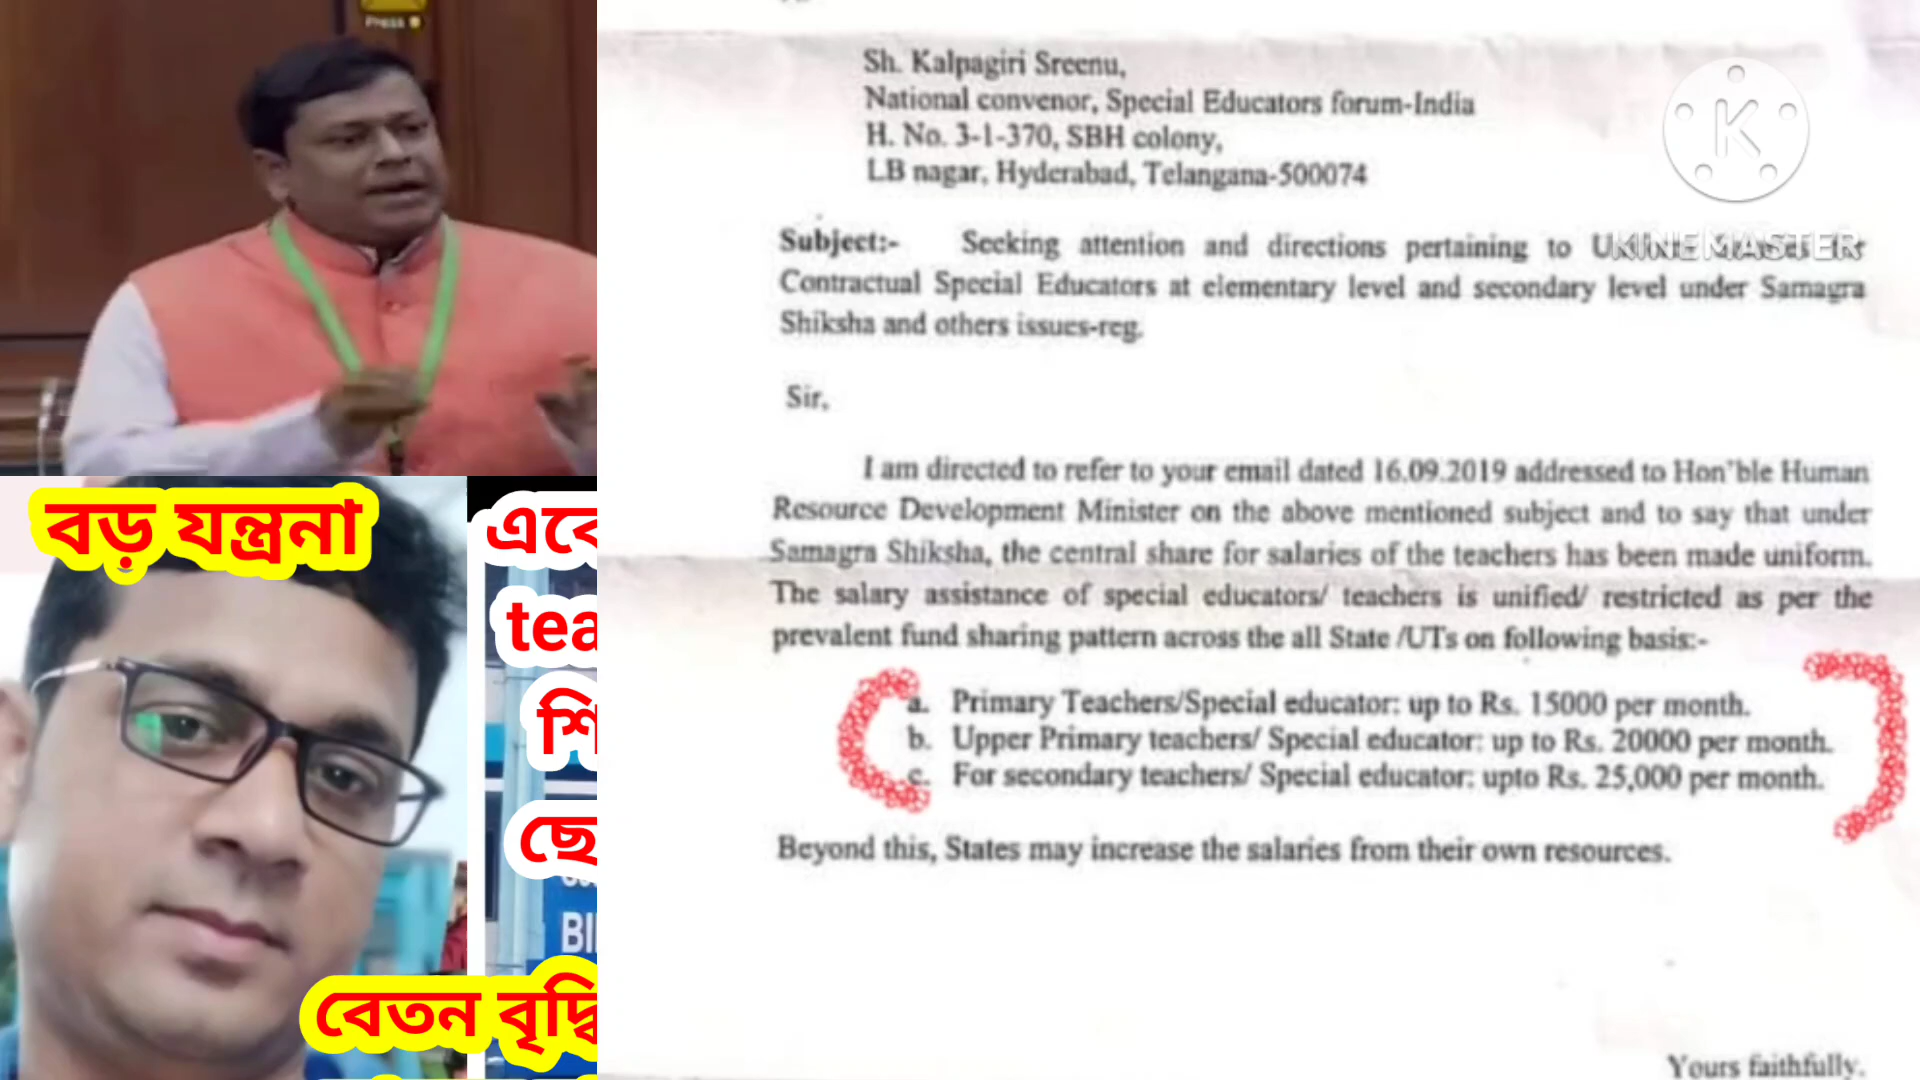 Press
বড় যন্ত্রনা
এবে
tea
শি
ছে
BI
বেতন বৃদ্ধি
Sh. Kalpagiri Sreenu,
National convenor, Special Educators forum-India
H. No. 3-1-370, SBH colony,
LB nagar, Hyderabad, Telangana-500074
K
KINEMASTER
Subject:- Seeking attention and directions pertaining to for
Contractual Special Educators at elementary level and secondary level under Samagra
Shiksha and others issues-reg.
Sir,
I am directed to refer to your email dated 16.09.2019 addressed to Hon'ble Human
Resource Development Minister on the above mentioned subject and to say that under
Samagra Shiksha, the central share for salaries of the teachers has been made uniform.
The salary assistance of special educators/ teachers is unified/ restricted as per the
prevalent fund sharing pattern across the all State /UTs on following basis:-
a. Primary Teachers/Special educator: up to Rs. 15000 per month.
b. Upper Primary teachers/ Special educator: up to Rs. 20000 per month.
c. For secondary teachers/ Special educator: upto Rs. 25,000 per month.
Beyond this, States may increase the salaries from their own resources.
Yours faithfully.